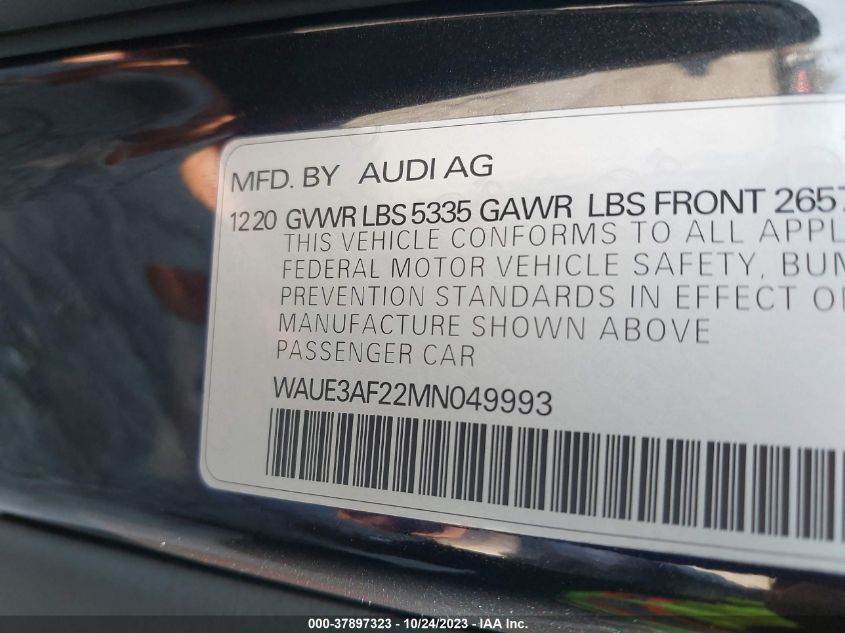 MFD. BY AUDI AG
1220 GVWR LBS 5335 GAWR LBS FRONT 2657
THIS VEHICLE CONFORMS TO ALL APPL
FEDERAL MOTOR VEHICLE SAFETY, BUM
PREVENTION STANDARDS IN EFFECT O
MANUFACTURE SHOWN ABOVE
PASSENGER CAR
WAUE3AF22MN049993
000-37897323 - 10/24/2023 - IAA Inc.